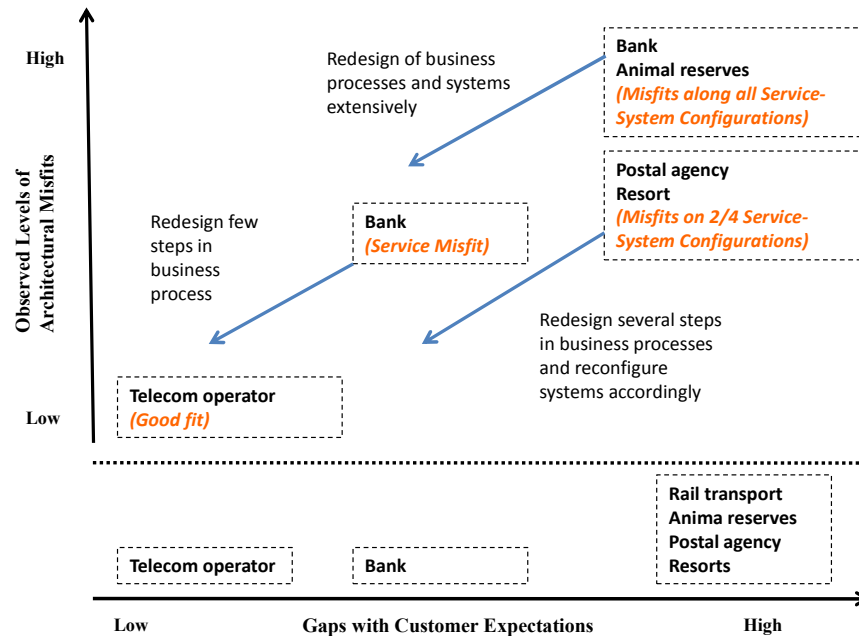 High
Observed Levels of
Architectural Misfits
Low
Redesign of business
processes and systems
extensively
Bank
Animal reserves
(Misfits along all Service-
System Configurations)
Postal agency
Resort
(Misfits on 2/4 Service-
System Configurations)
Redesign few
steps in
business
process
Bank
(Service Misfit)
Redesign several steps
in business processes
and reconfigure
systems accordingly
Telecom operator
(Good fit)
Rail transport
Anima reserves
Postal agency
Resorts
Telecom operator
Bank
Low
Gaps with Customer Expectations
High